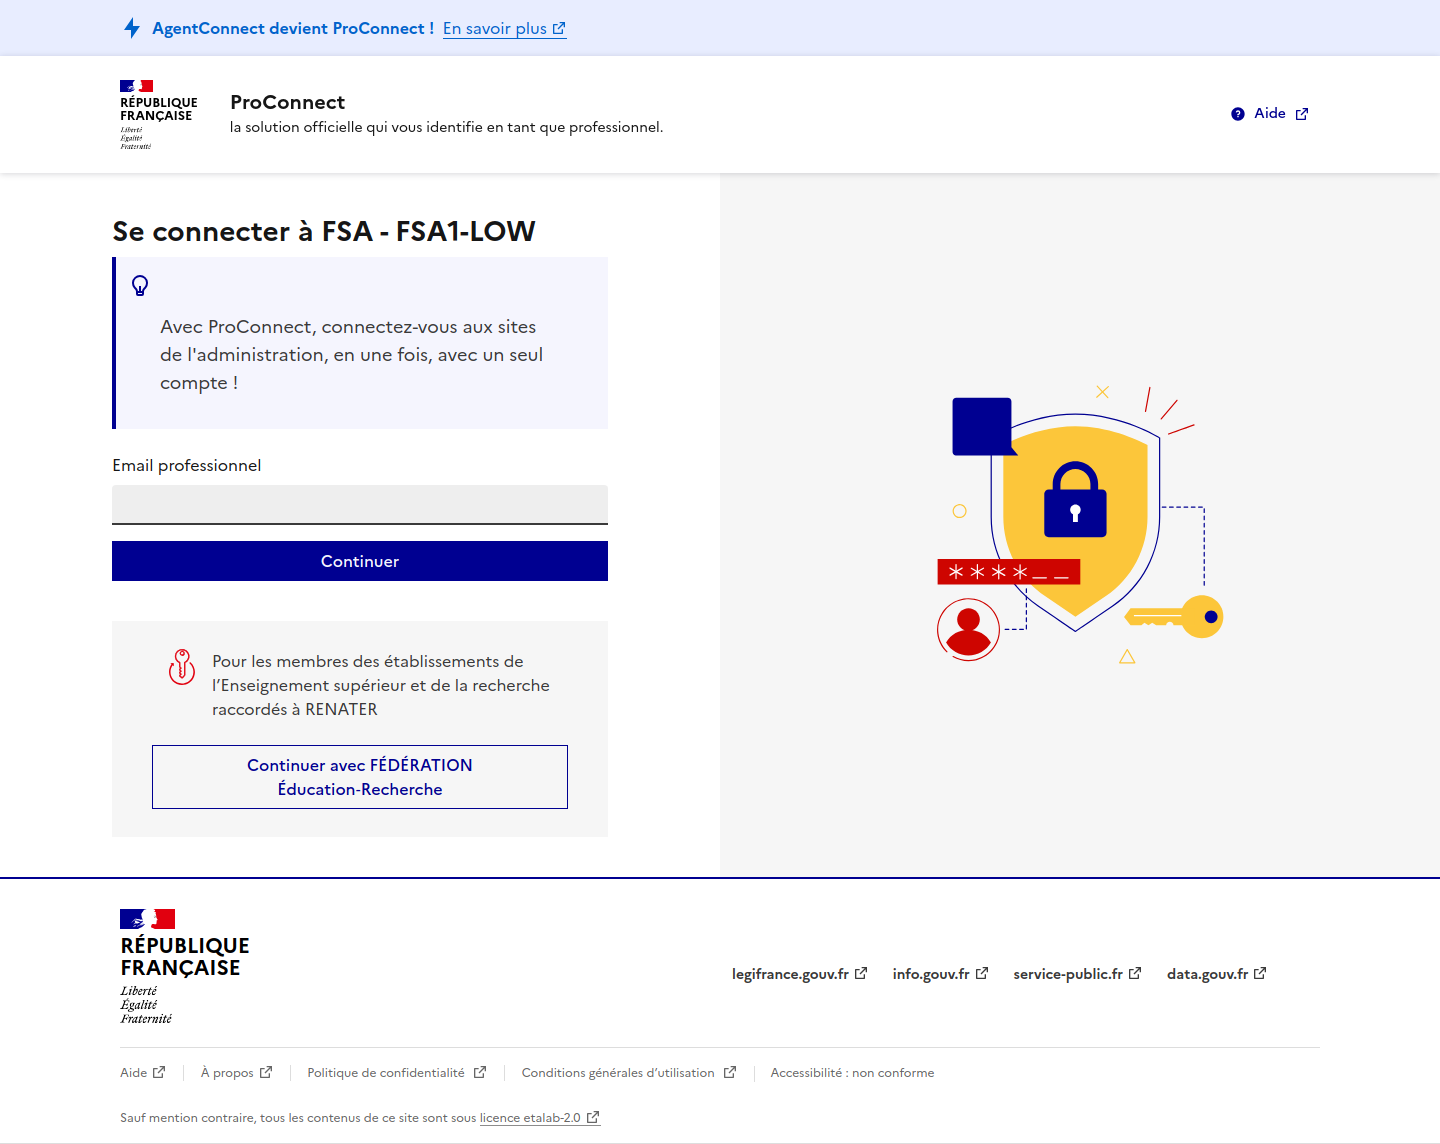 AgentConnect devient ProConnect ! En savoir plus
RÉPUBLIQUE
FRANÇAISE
Liberté
Égalité
Fraternité
ProConnect
la solution officielle qui vous identifie en tant que professionnel.
Aide
Se connecter à FSA - FSA1-LOW
Avec ProConnect, connectez-vous aux sites
de l'administration, en une fois, avec un seul
compte !
Email professionnel
Continuer
Pour les membres des établissements de
l’Enseignement supérieur et de la recherche
raccordés à RENATER
Continuer avec FÉDÉRATION
Éducation-Recherche
RÉPUBLIQUE
FRANÇAISE
Liberté
Égalité
Fraternité
legifrance.gouv.fr info.gouv.fr service-public.fr data.gouv.fr
Aide À propos Politique de confidentialité Conditions générales d’utilisation Accessibilité : non conforme
Sauf mention contraire, tous les contenus de ce site sont sous licence etalab-2.0